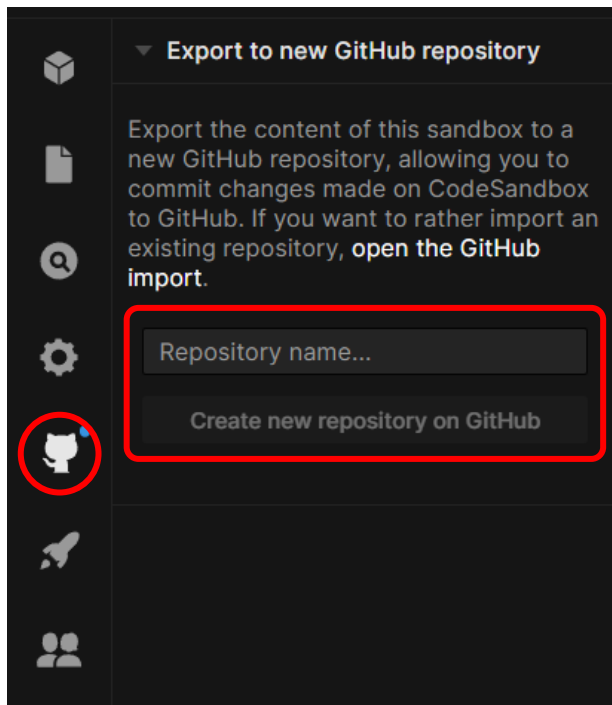 Export to new GitHub repository
Export the content of this sandbox to a
new GitHub repository, allowing you to
commit changes made on CodeSandbox
to GitHub. If you want to rather import an
existing repository, open the GitHub
import.
Repository name...
Create new repository on GitHub